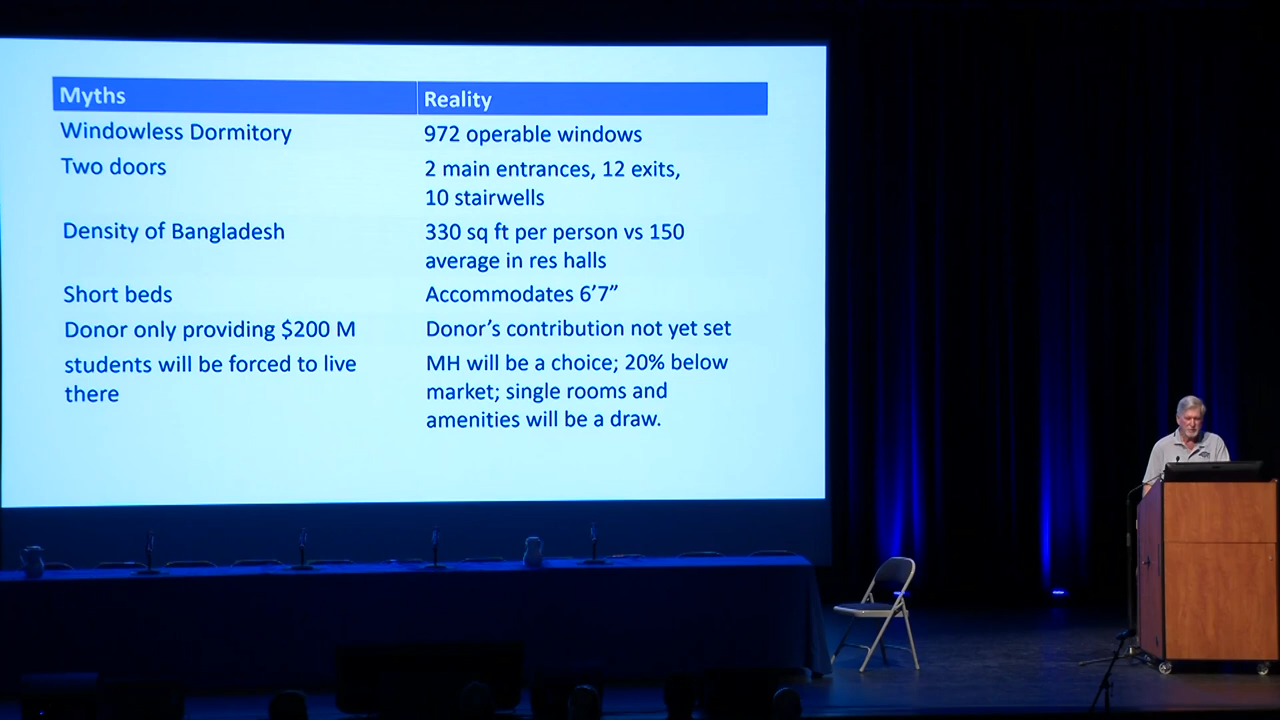 Myths
Reality
Windowless Dormitory
972 operable windows
Two doors
2 main entrances, 12 exits,
10 stairwells
Density of Bangladesh
330 sq ft per person vs 150
average in res halls
Short beds
Accommodates 6’7”
Donor only providing $200 M
Donor’s contribution not yet set
students will be forced to live
there
MH will be a choice; 20% below
market; single rooms and
amenities will be a draw.